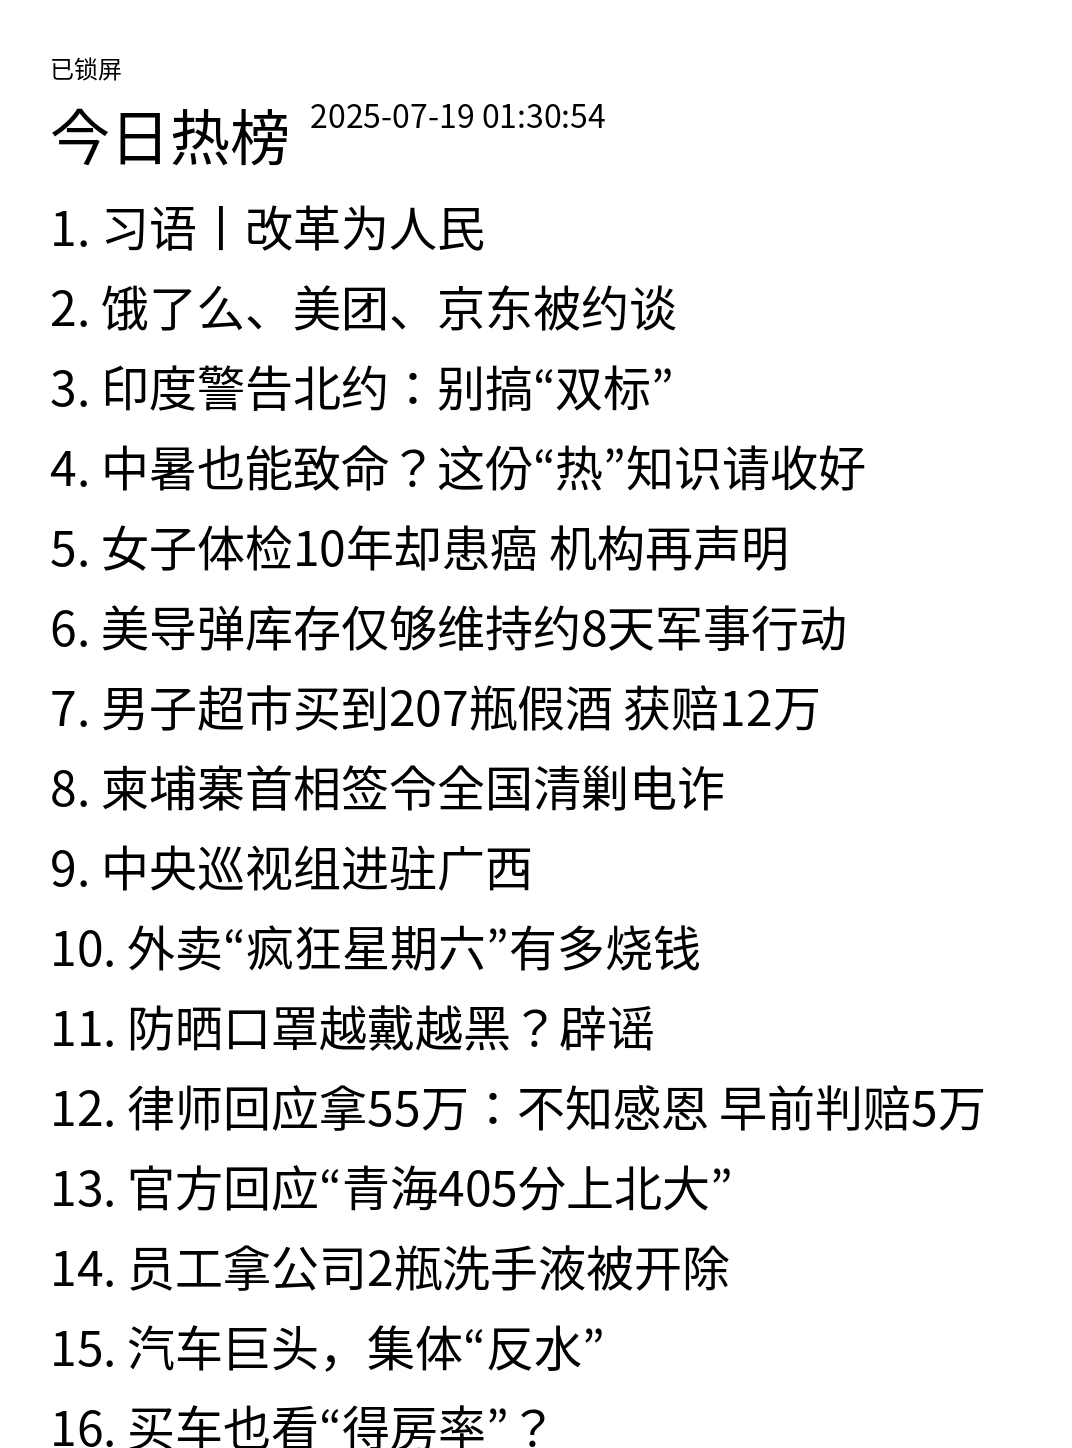 已锁屏
今日热榜 2025-07-19 01:30:54
1. 习语丨改革为人民
2. 饿了么、美团、京东被约谈
3. 印度警告北约：别搞“双标”
4. 中暑也能致命？这份“热”知识请收好
5. 女子体检10年却患癌 机构再声明
6. 美导弹库存仅够维持约8天军事行动
7. 男子超市买到207瓶假酒 获赔12万
8. 柬埔寨首相签令全国清剿电诈
9. 中央巡视组进驻广西
10. 外卖“疯狂星期六”有多烧钱
11. 防晒口罩越戴越黑？辟谣
12. 律师回应拿55万：不知感恩 早前判赔5万
13. 官方回应“青海405分上北大”
14. 员工拿公司2瓶洗手液被开除
15. 汽车巨头，集体“反水”
16. 买车也看“得房率”？